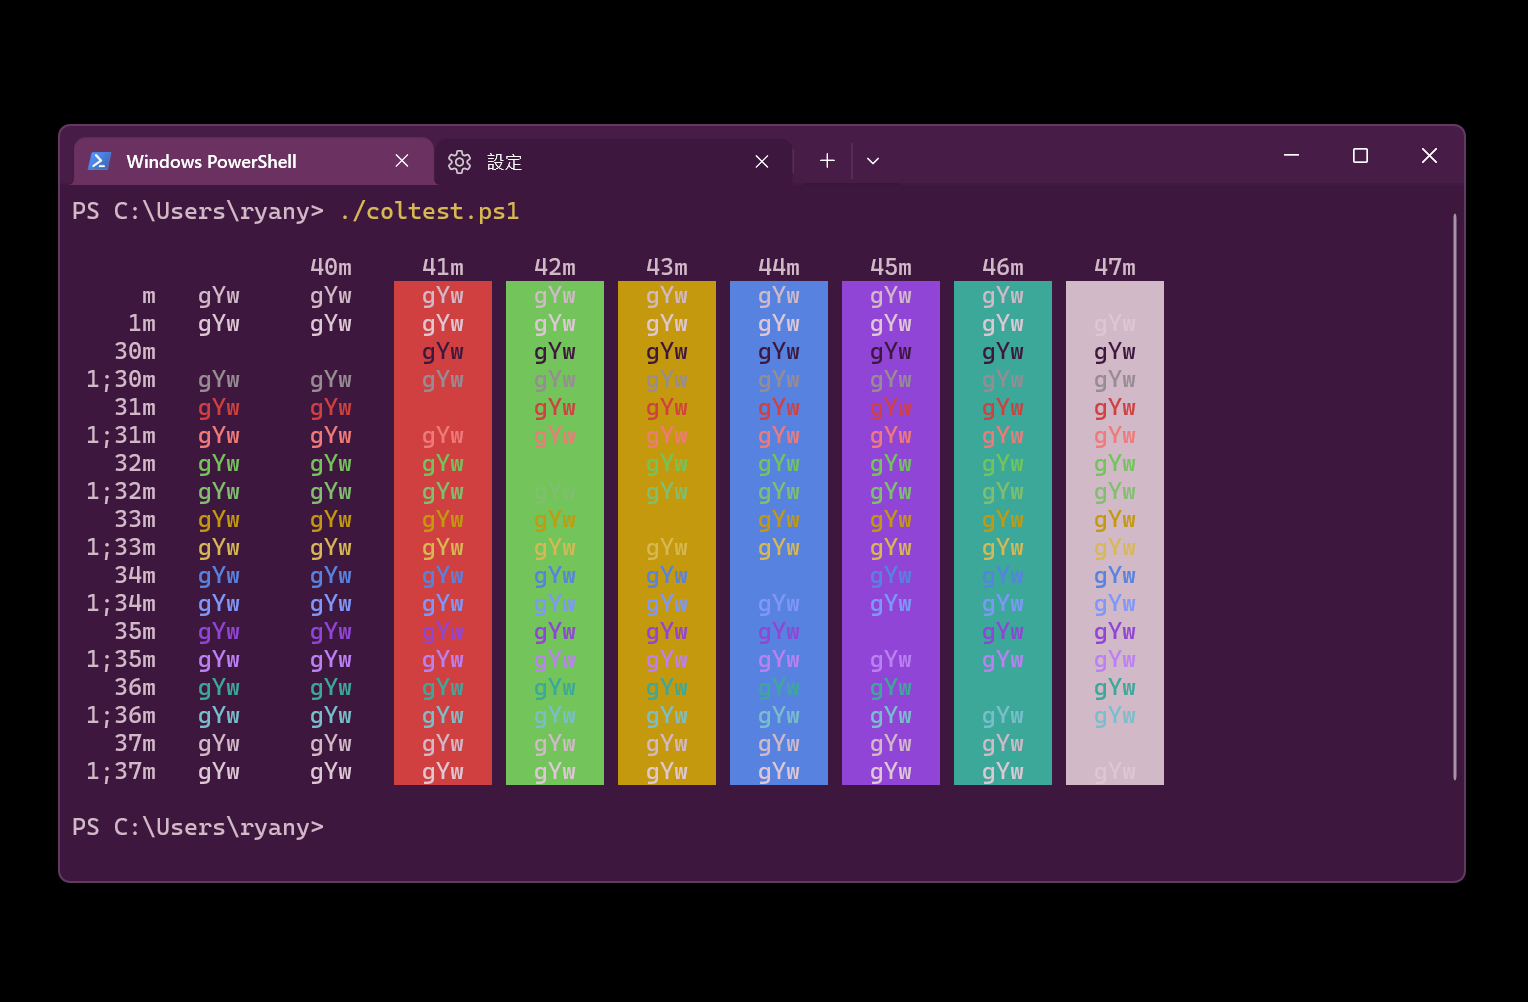 Windows PowerShell 設定
PS C:\Users\ryany> ./coltest.ps1
40m 41m 42m 43m 44m 45m 46m 47m
m gYw gYw gYw gYw gYw gYw gYw gYw
1m gYw gYw gYw gYw gYw gYw gYw gYw gYw
30m gYw gYw gYw gYw gYw gYw gYw
1;30m gYw gYw gYw gYw gYw gYw gYw gYw gYw
31m gYw gYw gYw gYw gYw gYw gYw gYw
1;31m gYw gYw gYw gYw gYw gYw gYw gYw gYw
32m gYw gYw gYw gYw gYw gYw gYw gYw
1;32m gYw gYw gYw gYw gYw gYw gYw gYw gYw
33m gYw gYw gYw gYw gYw gYw gYw gYw
1;33m gYw gYw gYw gYw gYw gYw gYw gYw gYw
34m gYw gYw gYw gYw gYw gYw gYw gYw
1;34m gYw gYw gYw gYw gYw gYw gYw gYw gYw
35m gYw gYw gYw gYw gYw gYw gYw gYw
1;35m gYw gYw gYw gYw gYw gYw gYw gYw gYw
36m gYw gYw gYw gYw gYw gYw gYw gYw
1;36m gYw gYw gYw gYw gYw gYw gYw gYw gYw
37m gYw gYw gYw gYw gYw gYw gYw gYw
1;37m gYw gYw gYw gYw gYw gYw gYw gYw gYw
PS C:\Users\ryany>